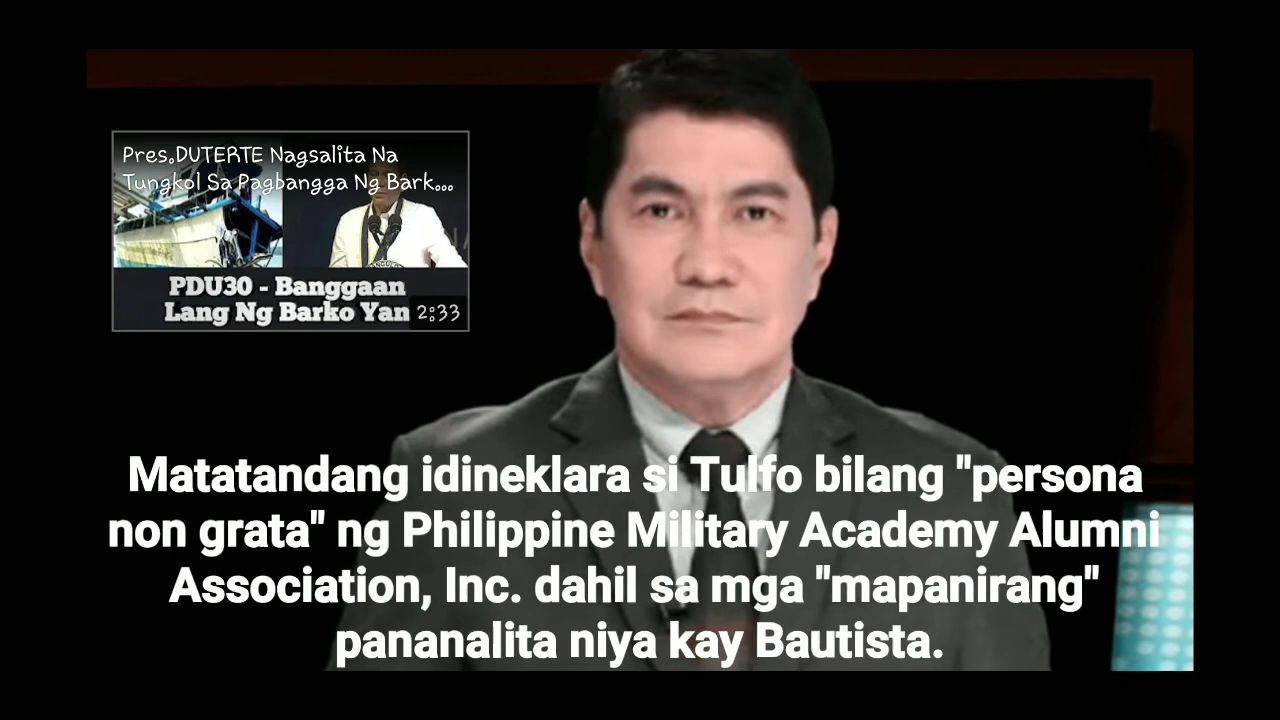 Pres.DUTERTE Nagsalita Na
Tungkol Sa Pagbangga Ng Bark...
PDU30 - Banggaan
Lang Ng Barko Yan
2:33
Matatandang idineklara si Tulfo bilang "persona
non grata" ng Philippine Military Academy Alumni
Association, Inc. dahil sa mga "mapanirang"
pananalita niya kay Bautista.